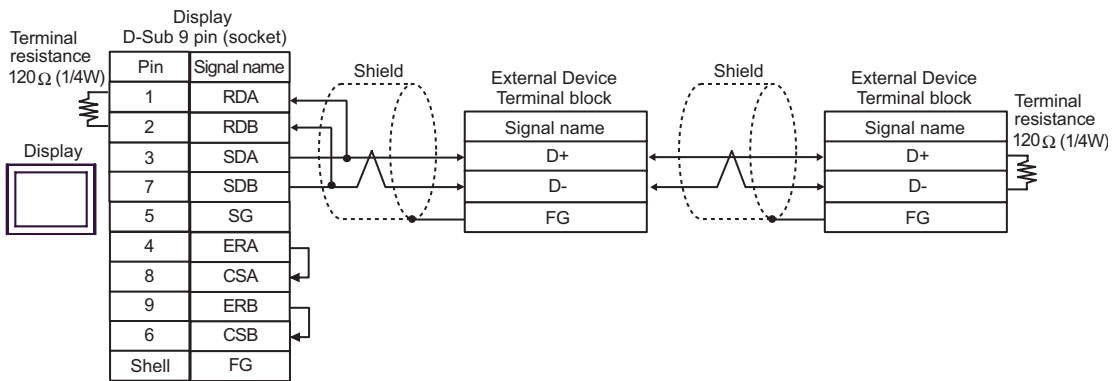 Display
D-Sub 9 pin (socket)
Terminal
resistance
120Ω (1/4W)
Pin Signal name
1 RDA
2 RDB
3 SDA
7 SDB
5 SG
4 ERA
8 CSA
9 ERB
6 CSB
Shell FG
Display
Shield
External Device
Terminal block
Signal name
D+
D-
FG
Shield
External Device
Terminal block
Signal name
D+
D-
FG
Terminal
resistance
120Ω (1/4W)